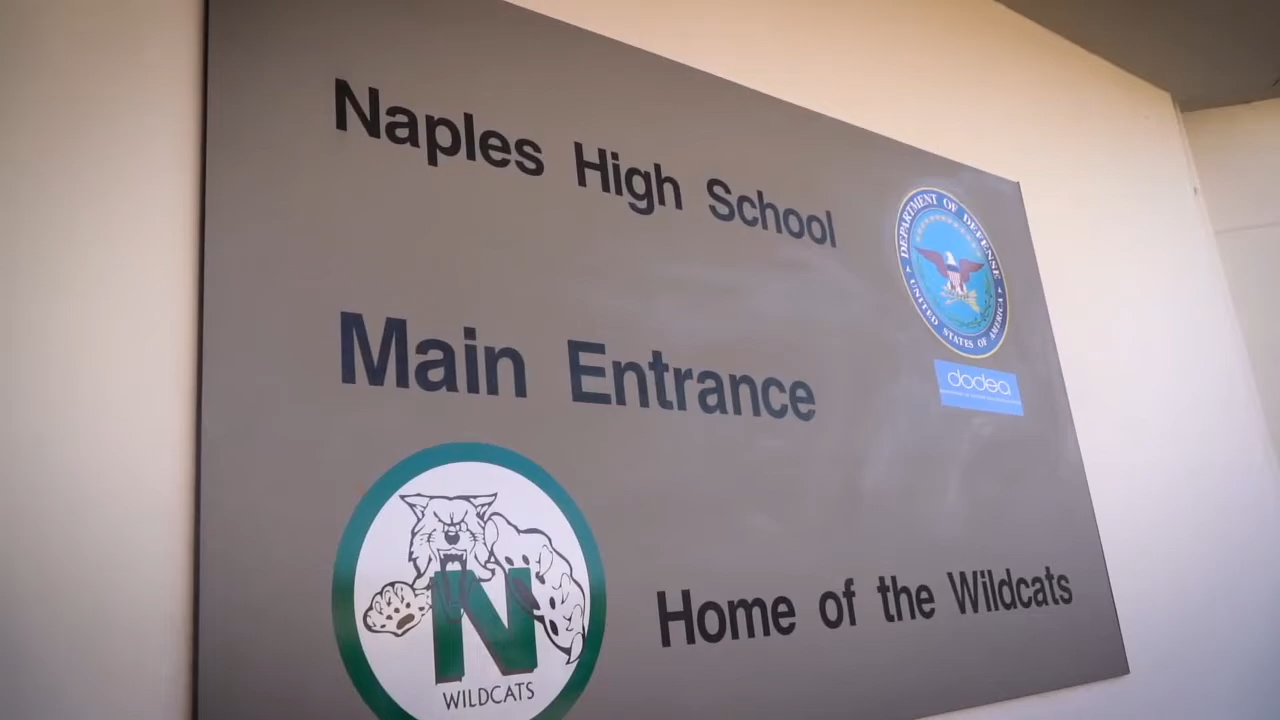 Naples High School
DEPARTMENT OF DEFENSE
UNITED STATES OF AMERICA
dodea
Main Entrance
N
WILDCATS
Home of the Wildcats